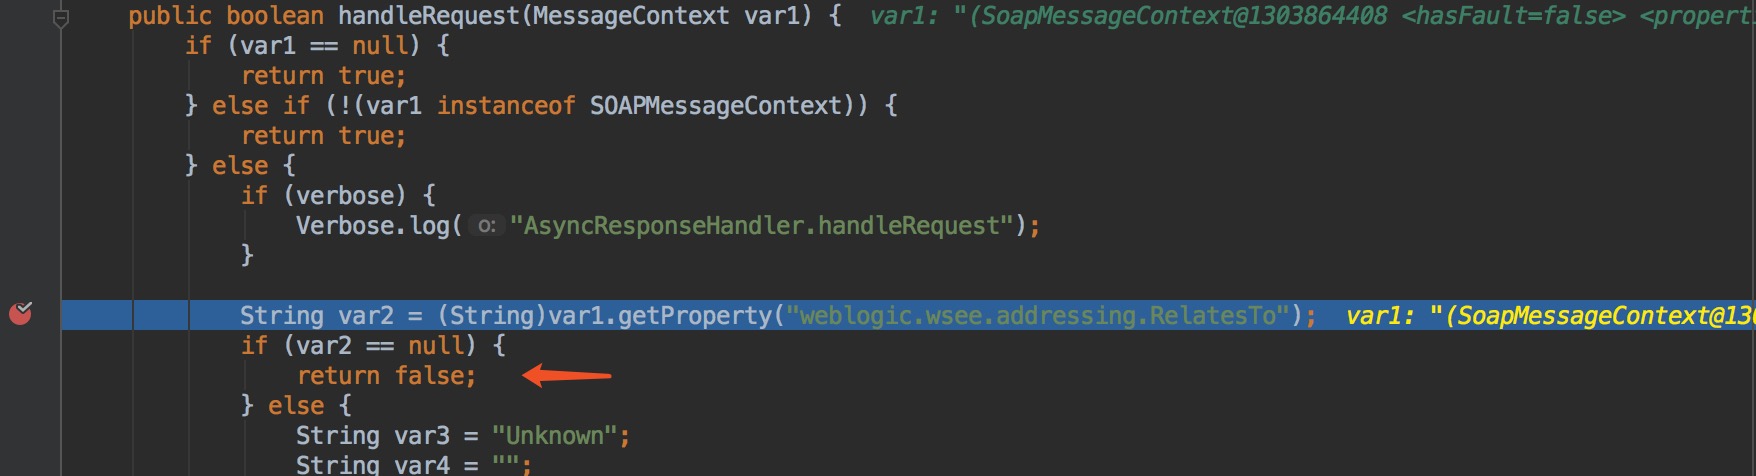 public boolean handleRequest(MessageContext var1) { var1: "(SoapMessageContext@1303864408 <hasFault=false> <propert
if (var1 == null) {
return true;
} else if (!(var1 instanceof SOAPMessageContext)) {
return true;
} else {
if (verbose) {
Verbose.log( o: "AsyncResponseHandler.handleRequest");
}
String var2 = (String)var1.getProperty("weblogic.wsee.addressing.RelatesTo"); var1: "(SoapMessageContext@130
if (var2 == null) {
return false;
} else {
String var3 = "Unknown";
String var4 = "";